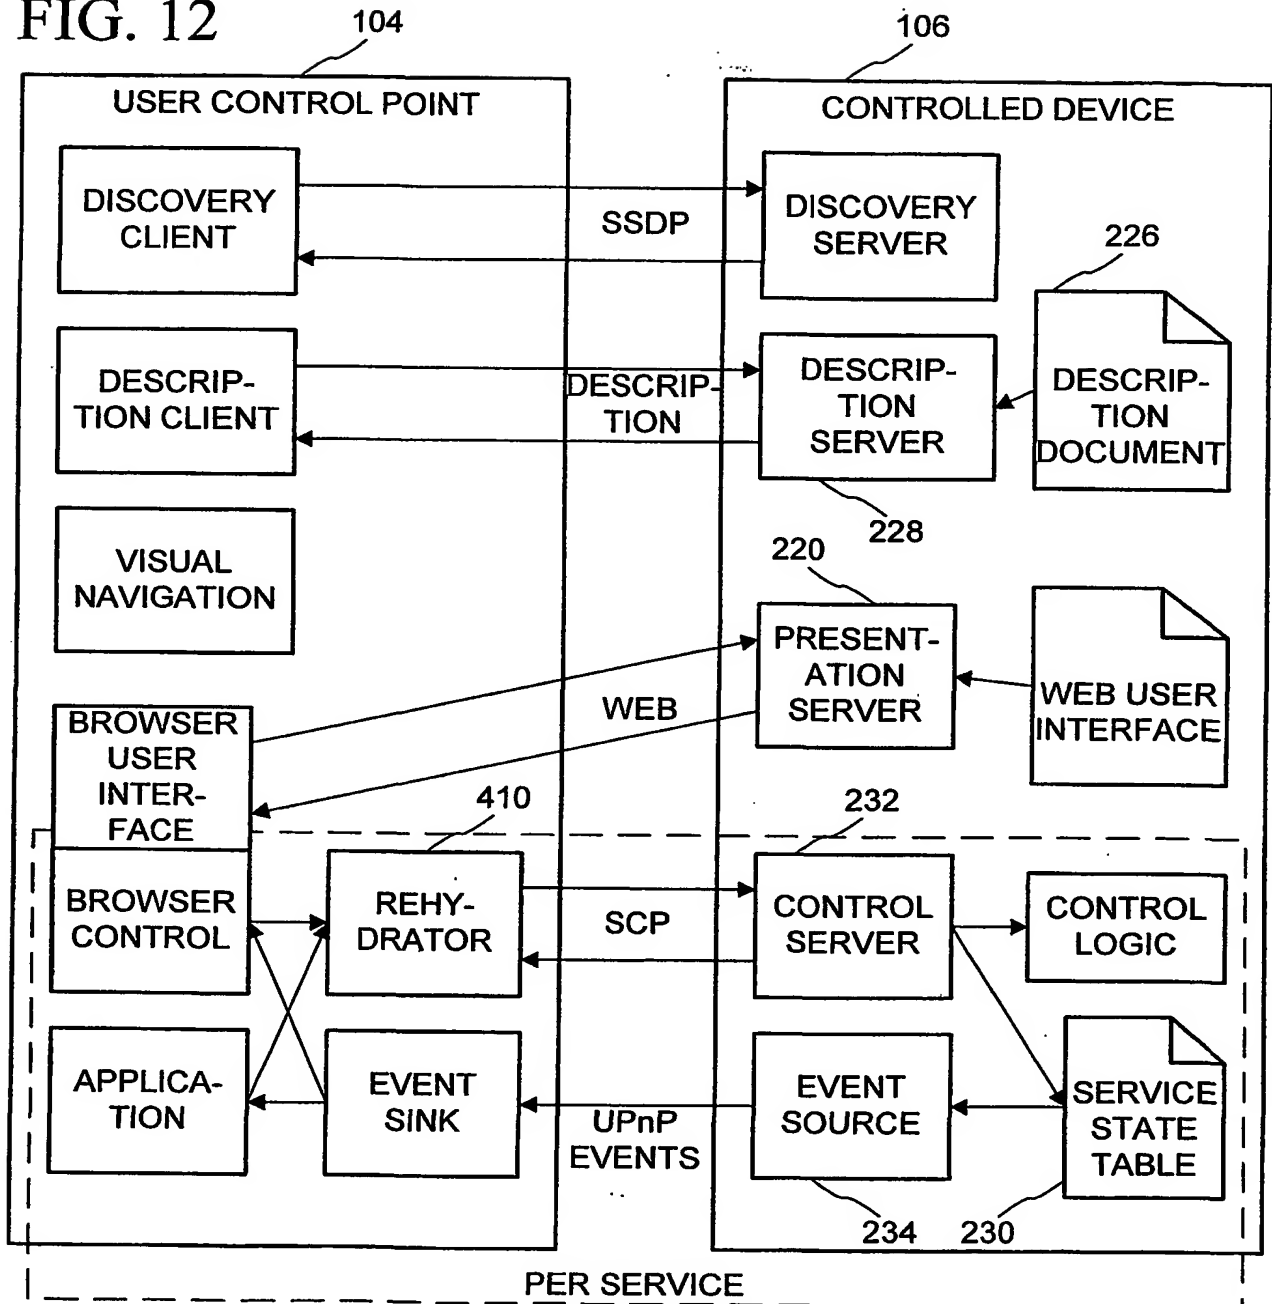 FIG. 12
104
106
USER CONTROL POINT
CONTROLLED DEVICE
DISCOVERY
CLIENT
SSDP
DISCOVERY
SERVER
226
DESCRIP-
TION CLIENT
DESCRIP-
TION
DESCRIP-
TION
SERVER
DESCRIP-
TION
DOCUMENT
228
VISUAL
NAVIGATION
220
PRESENT-
ATION
SERVER
WEB USER
INTERFACE
WEB
BROWSER
USER
INTER-
FACE
410
232
BROWSER
CONTROL
REHY-
DRATOR
SCP
CONTROL
SERVER
CONTROL
LOGIC
APPLICA-
TION
EVENT
SINK
UPnP
EVENTS
EVENT
SOURCE
SERVICE
STATE
TABLE
234
230
PER SERVICE